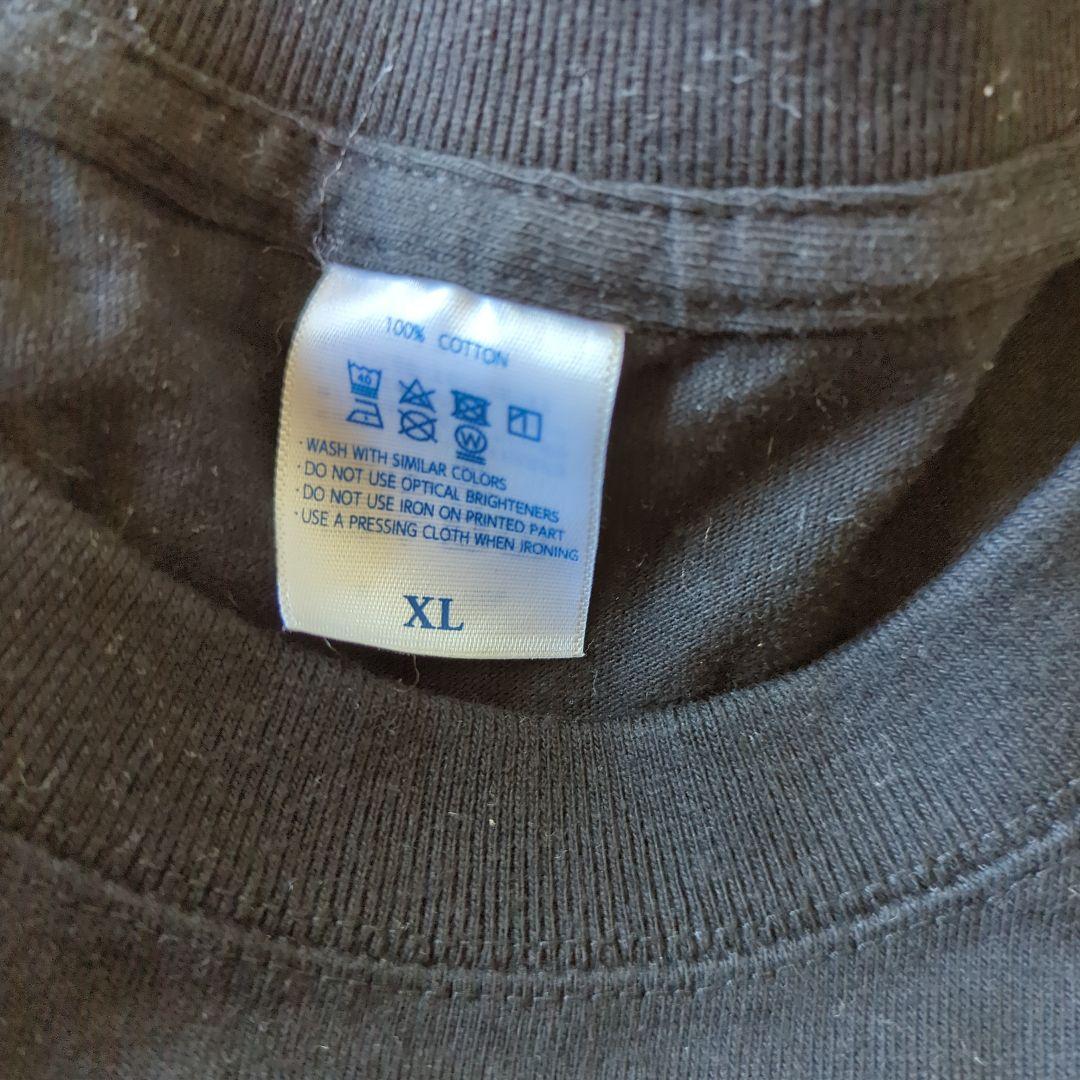 100% COTTON
40
W
· WASH WITH SIMILAR COLORS
· DO NOT USE OPTICAL BRIGHTENERS
· DO NOT USE IRON ON PRINTED PART
· USE A PRESSING CLOTH WHEN IRONING
XL